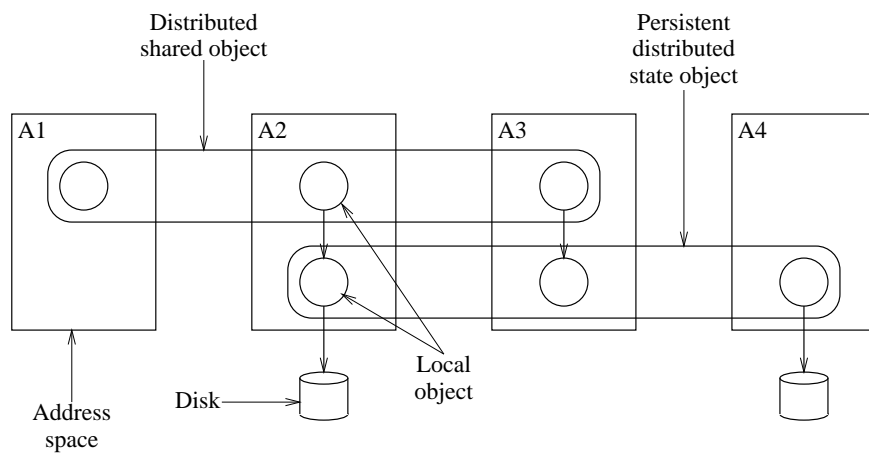 Distributed
shared object
Persistent
distributed
state object
A1
A2
A3
A4
Local
object
Disk
Address
space